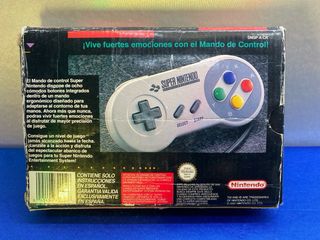 SNSP-A-CR
¡Vive fuertes emociones con el Mando de Control!
El Mando de control Super
Nintendo dispone de ocho
cómodos botones integrados
dentro de un mando
ergonómico diseñado para
adaptarse al contorno de tus
manos. Ahora más que nunca,
podrás vivir fuertes emociones
al disfrutar de mayor precisión
de juego.
Consigue un nivel de juego
jamás alcanzado hasta la fecha.
¡Lánzate a la acción y disfruta
del espectacular abanico de
juegos para tu Super Nintendo
Entertainment System!
SUPER NINTENDO
SELECT
CONTIENE SOLO
INSTRUCCIONES
EN ESPAÑOL.
GARANTIA VALIDA
EXCLUSIVAMENTE
EN ESPAÑA.
Nintendo